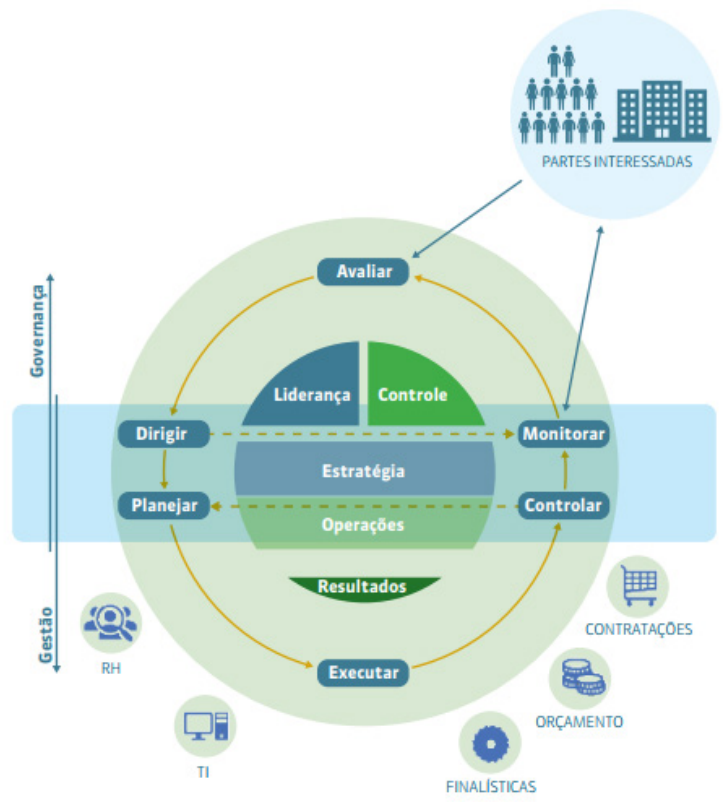 PARTES INTERESSADAS
Avaliar
Governança
Liderança
Controle
Dirigir
Monitorar
Estratégia
Planejar
Controlar
Operações
Resultados
Gestão
Executar
CONTRATAÇÕES
RH
ORÇAMENTO
TI
FINALÍSTICAS